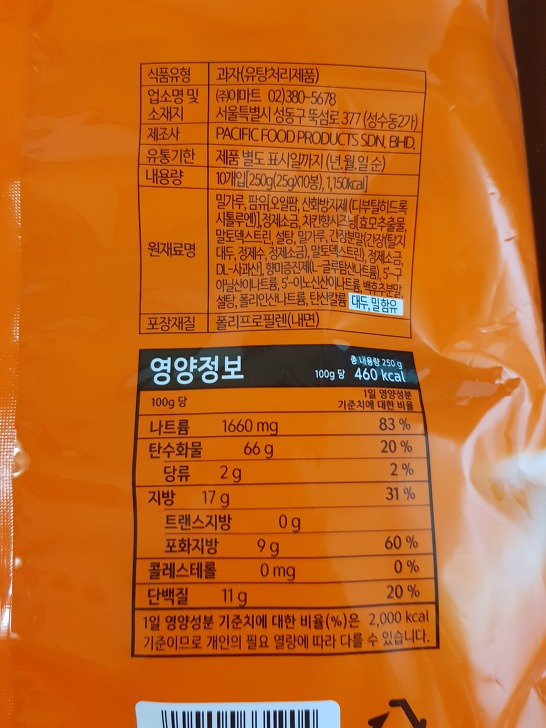 식품유형 과자(유탕처리제품)
업소명 및 소재지 ㈜이마트 02)380-5678
서울특별시 성동구 뚝섬로 377 (성수동2가)
제조사 PACIFIC FOOD PRODUCTS SDN, BHD.
유통기한 제품 별도 표시일까지 (년.월.일 순)
내용량 10개입[250g(25gX10봉), 1,150kcal]
원재료명 밀가루, 팜유[오일팜, 산화방지제 (디부틸히드록
시톨루엔)], 정제소금, 치킨향시즈닝[효모추출물,
말토덱스트린, 설탕, 밀가루, 간장분말{간장(탈지
대두, 정제수, 정제소금), 말토덱스트린}, 정제소금,
DL-사과산], 향미증진제(L-글루탐산나트륨), 5'-구
아닐산이나트륨, 5'-이노신산이나트륨, 백후추분말,
설탕, 폴리인산나트륨, 탄산칼륨 대두, 밀 함유
포장재질 폴리프로필렌(내면)
영양정보 총 내용량 250 g
100g 당 460 kcal
100g 당 1일 영양성분
기준치에 대한 비율
나트륨 1660 mg 83 %
탄수화물 66 g 20 %
당류 2 g 2 %
지방 17 g 31 %
트랜스지방 0 g
포화지방 9 g 60 %
콜레스테롤 0 mg 0 %
단백질 11 g 20 %
1일 영양성분 기준치에 대한 비율(%)은 2,000 kcal
기준이므로 개인의 필요 열량에 따라 다를 수 있습니다.